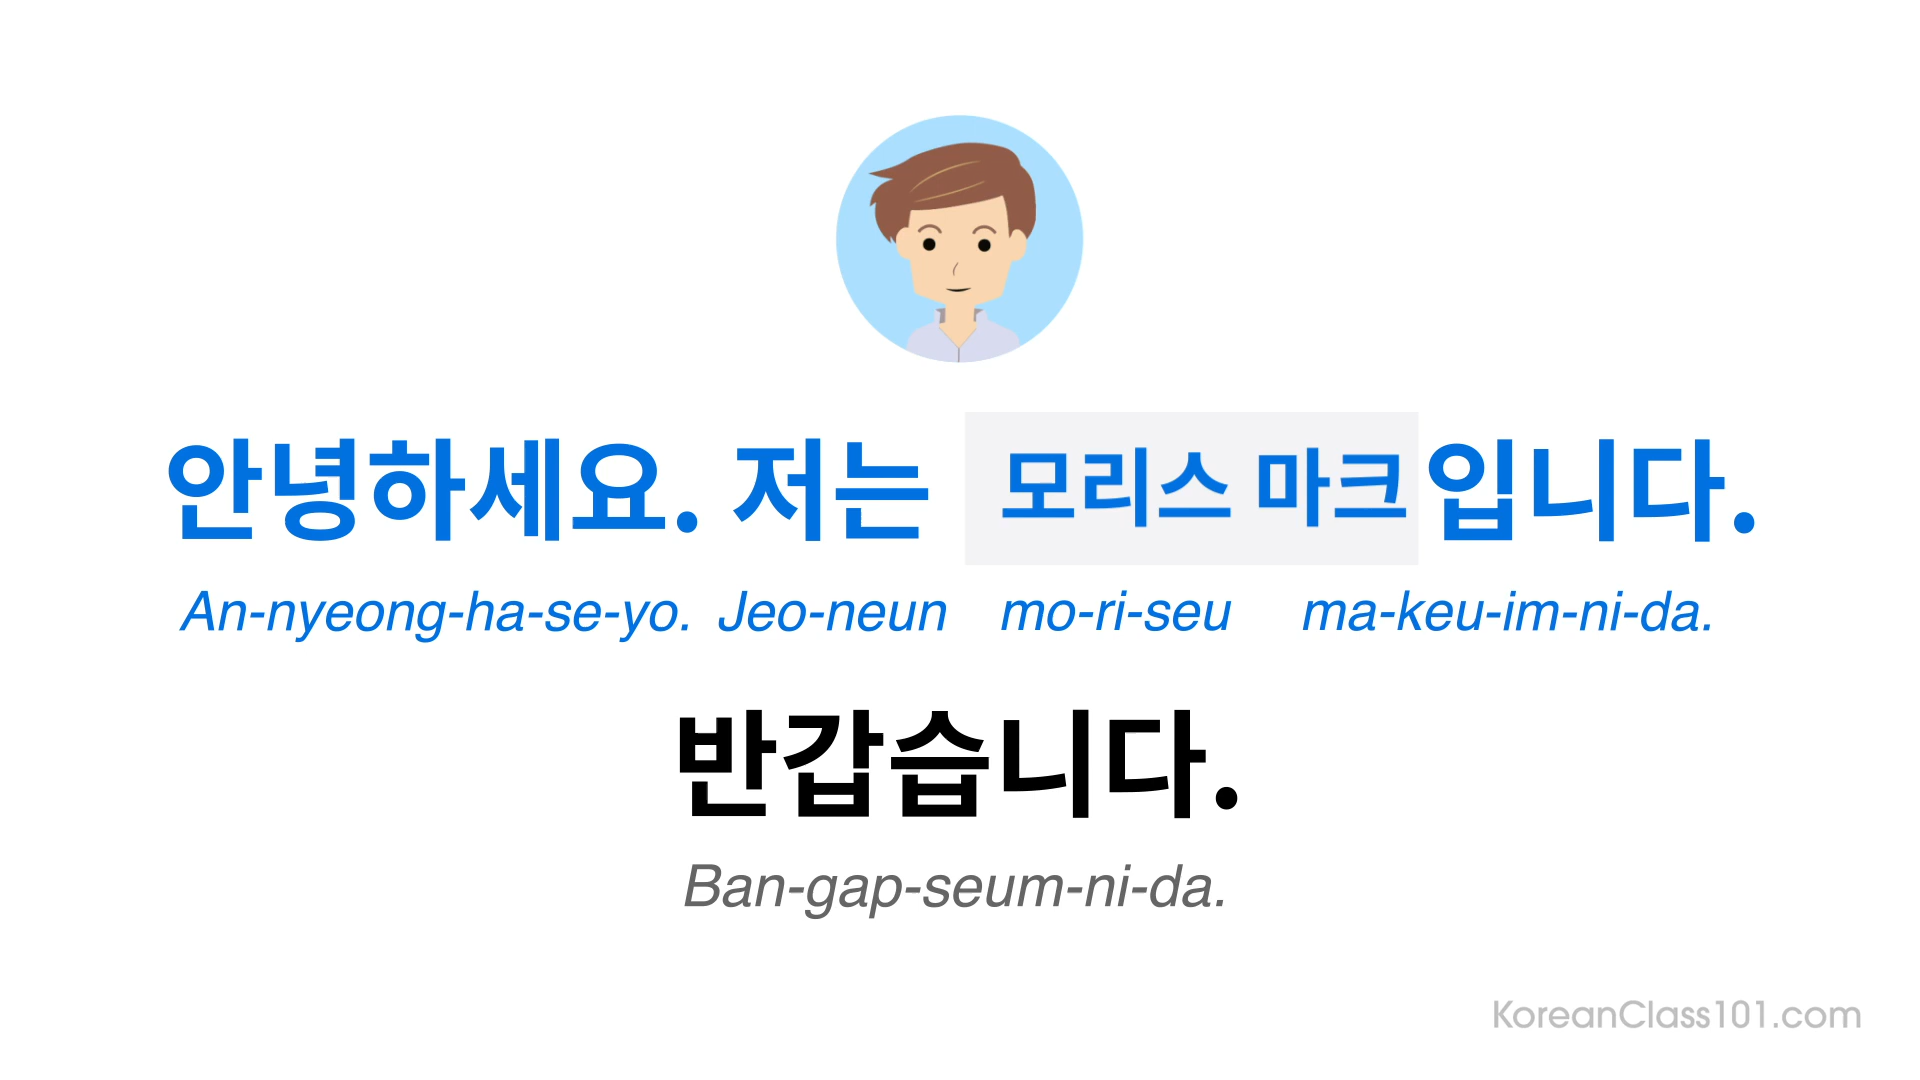 안녕하세요. 저는 모리스 마크입니다.
An-nyeong-ha-se-yo. Jeo-neun mo-ri-seu ma-keu-im-ni-da.
반갑습니다.
Ban-gap-seum-ni-da.
KoreanClass101.com